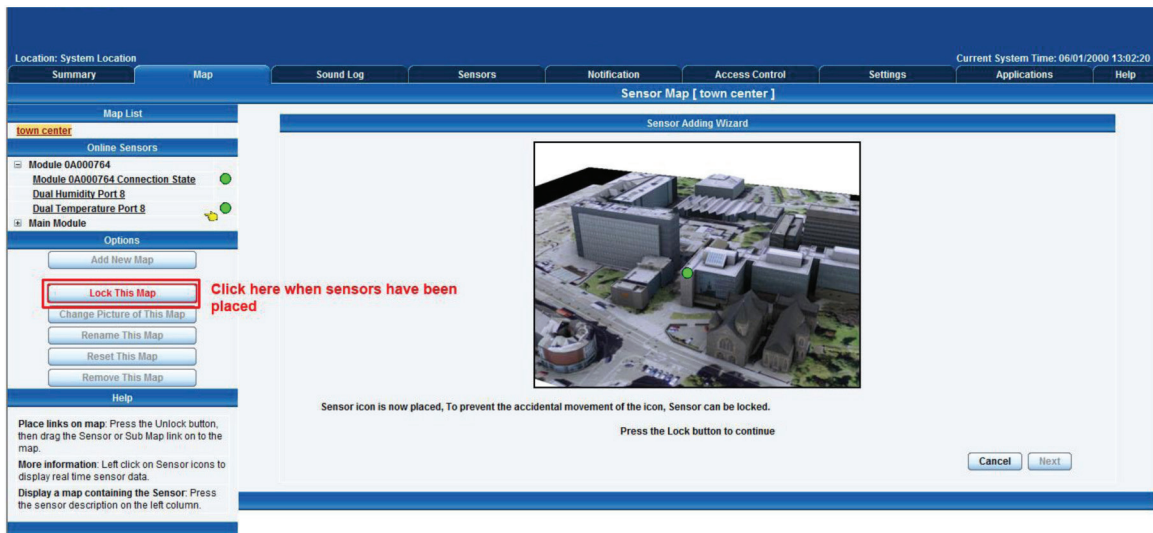 Location: System Location
Current System Time: 06/01/2000 13:02:20
Summary
Map
Sound Log
Sensors
Notification
Access Control
Settings
Applications
Help
Sensor Map [ town center ]
Map List
town center
Online Sensors
Module 0A000764
Module 0A000764 Connection State
Dual Humidity Port 8
Dual Temperature Port 8
Main Module
Options
Add New Map
Lock This Map
Change Picture of This Map
Rename This Map
Reset This Map
Remove This Map
Click here when sensors have been
placed
Help
Place links on map: Press the Unlock button,
then drag the Sensor or Sub Map link on to the
map.
More information: Left click on Sensor icons to
display real time sensor data.
Display a map containing the Sensor: Press
the sensor description on the left column.
Sensor Adding Wizard
Sensor icon is now placed, To prevent the accidental movement of the icon, Sensor can be locked.
Press the Lock button to continue
Cancel
Next